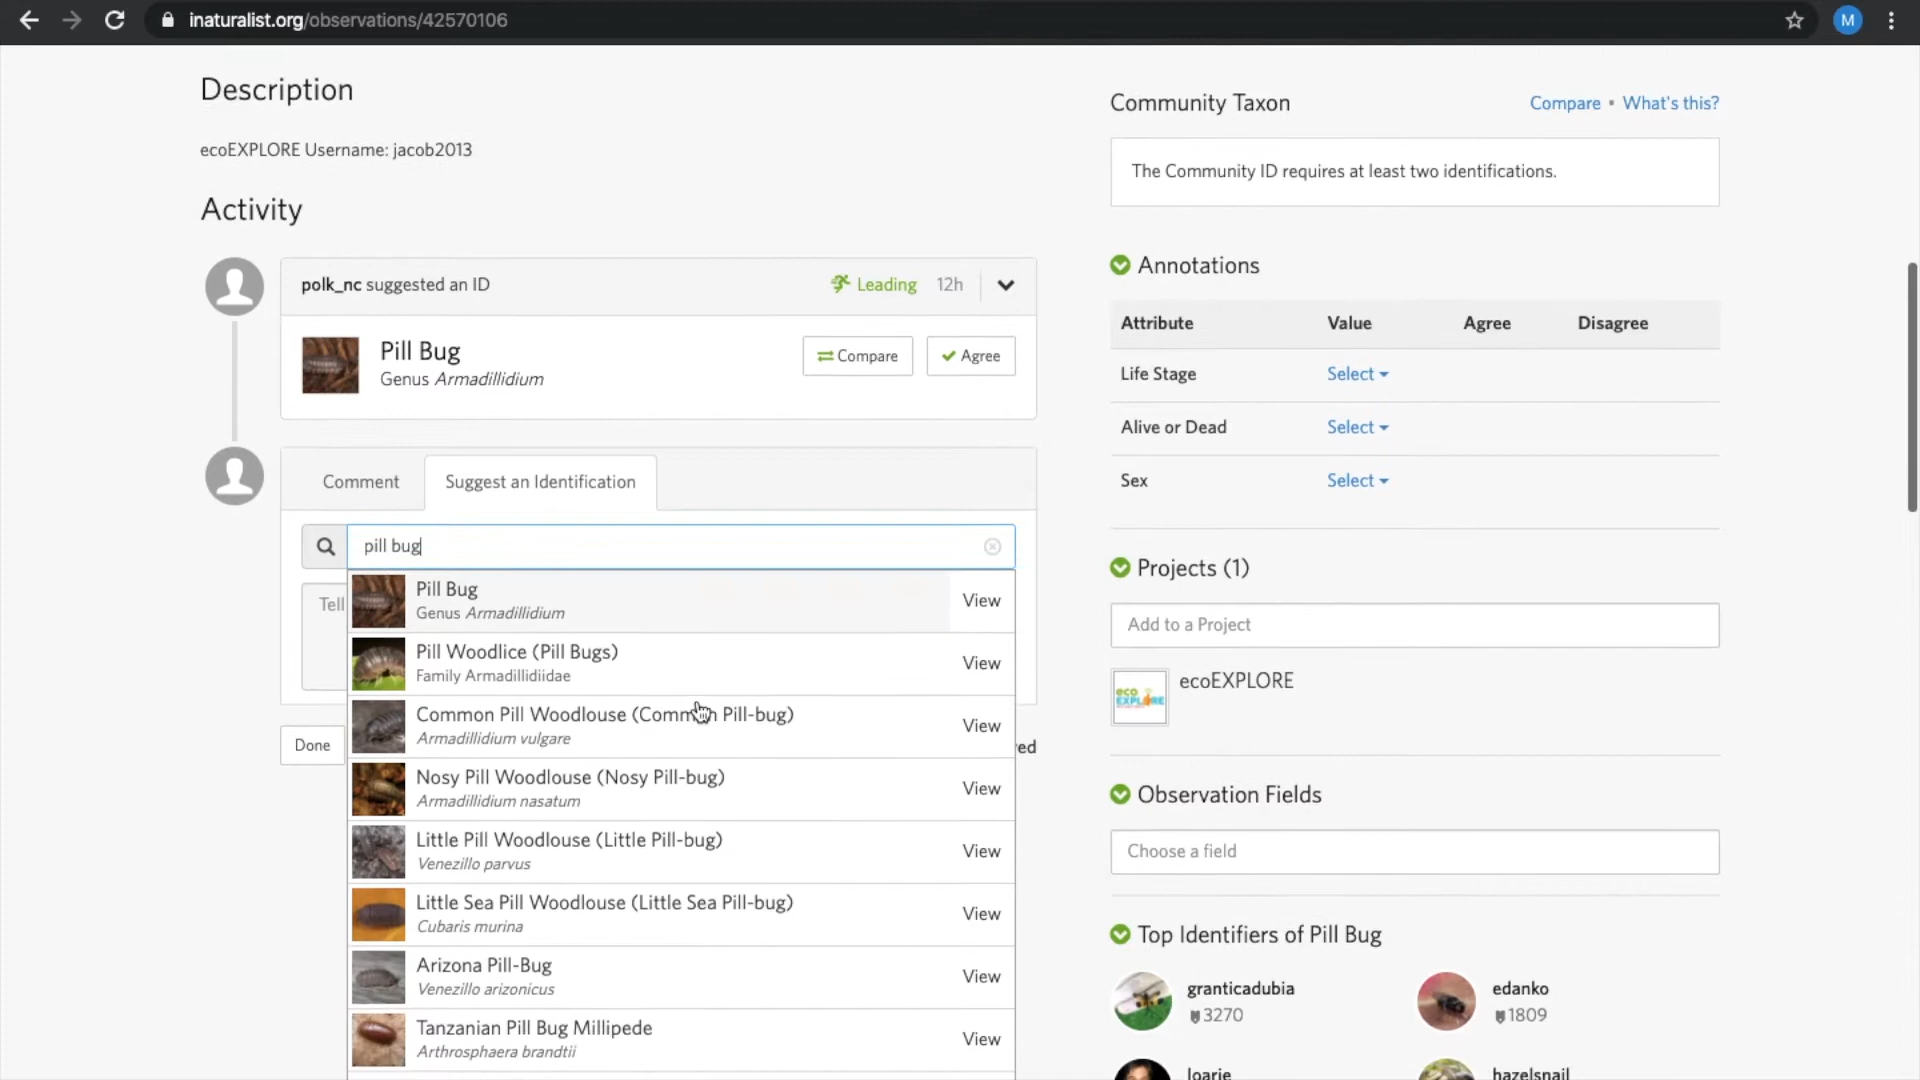 inaturalist.org/observations/42570106
M
Description
ecoEXPLORE Username: jacob2013
Activity
polk_nc suggested an ID
Leading 12h
Pill Bug
Genus Armadillidium
Compare
Agree
Comment
Suggest an Identification
pill bug
Tell
Pill Bug
Genus Armadillidium
View
Pill Woodlice (Pill Bugs)
Family Armadillidiidae
View
Common Pill Woodlouse (Common Pill-bug)
Armadillidium vulgare
View
Nosy Pill Woodlouse (Nosy Pill-bug)
Armadillidium nasatum
View
Little Pill Woodlouse (Little Pill-bug)
Venezillo parvus
View
Little Sea Pill Woodlouse (Little Sea Pill-bug)
Cubaris murina
View
Arizona Pill-Bug
Venezillo arizonicus
View
Tanzanian Pill Bug Millipede
Arthrosphaera brandtii
View
Done
Community Taxon
Compare • What's this?
The Community ID requires at least two identifications.
Annotations
Attribute Value Agree Disagree
Life Stage Select
Alive or Dead Select
Sex Select
Projects (1)
Add to a Project
eco
EXPLORE
ecoEXPLORE
Observation Fields
Choose a field
Top Identifiers of Pill Bug
granticadubia
3270
edanko
1809
loarie
hazelsnail